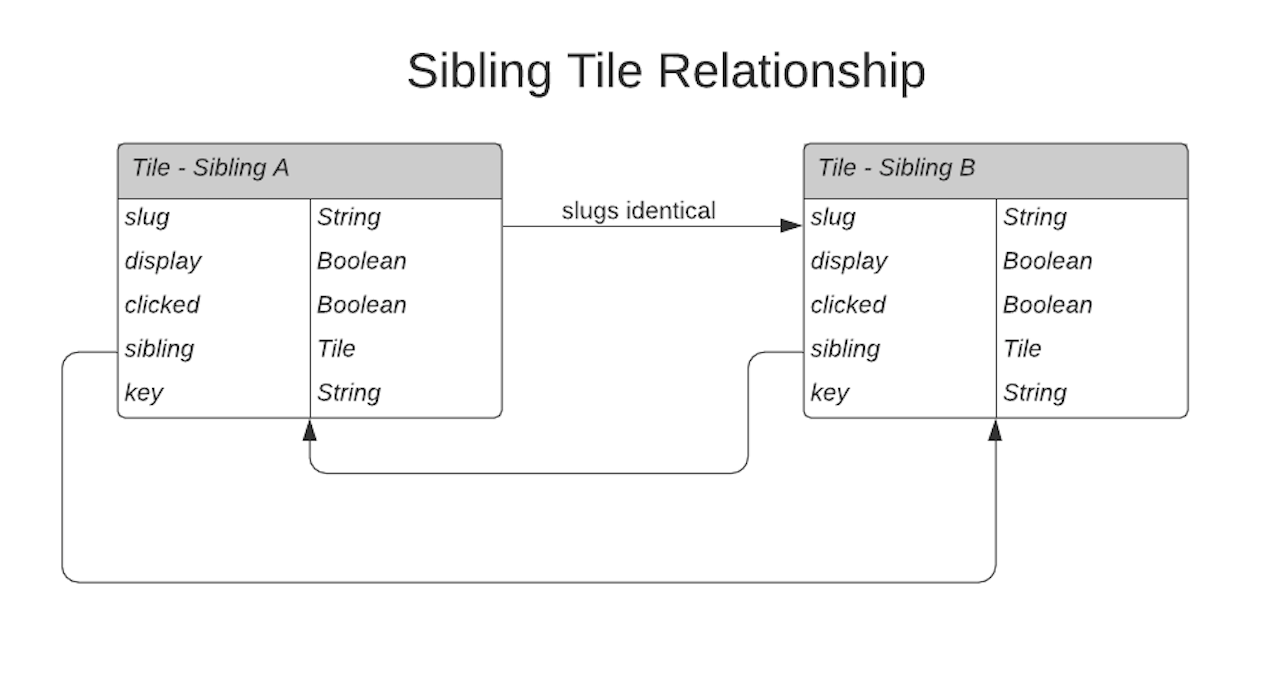 Sibling Tile Relationship
Tile - Sibling A
slug String
display Boolean
clicked Boolean
sibling Tile
key String
slugs identical
Tile - Sibling B
slug String
display Boolean
clicked Boolean
sibling Tile
key String